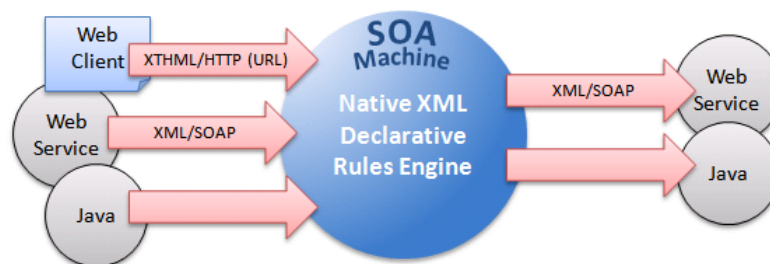 Web
Client
XTHML/HTTP (URL)
Web
Service
XML/SOAP
Java
SOA
Machine
Native XML
Declarative
Rules Engine
XML/SOAP
Web
Service
Java